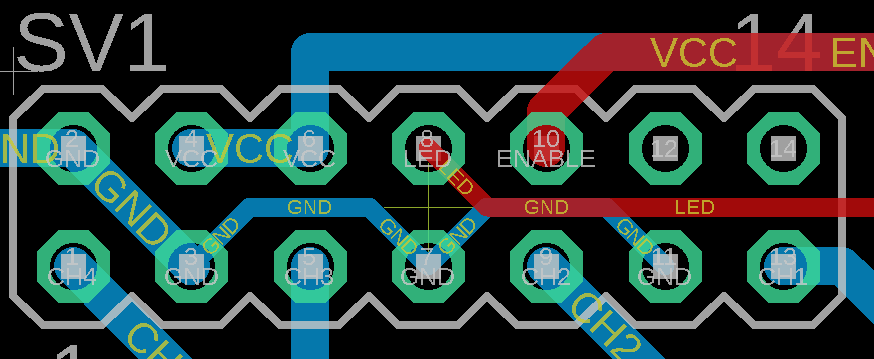 SV1
14
VCC
EN
2
4
6
8
10
12
14
ND
GND
VCC
VCC
VCC
LED
ENABLE
GND
LED
GND
GND
GND
LED
GND
GND
GND
1
3
5
7
9
11
13
CH4
GND
CH3
GND
CH2
GND
CH1
CH
CH2
1